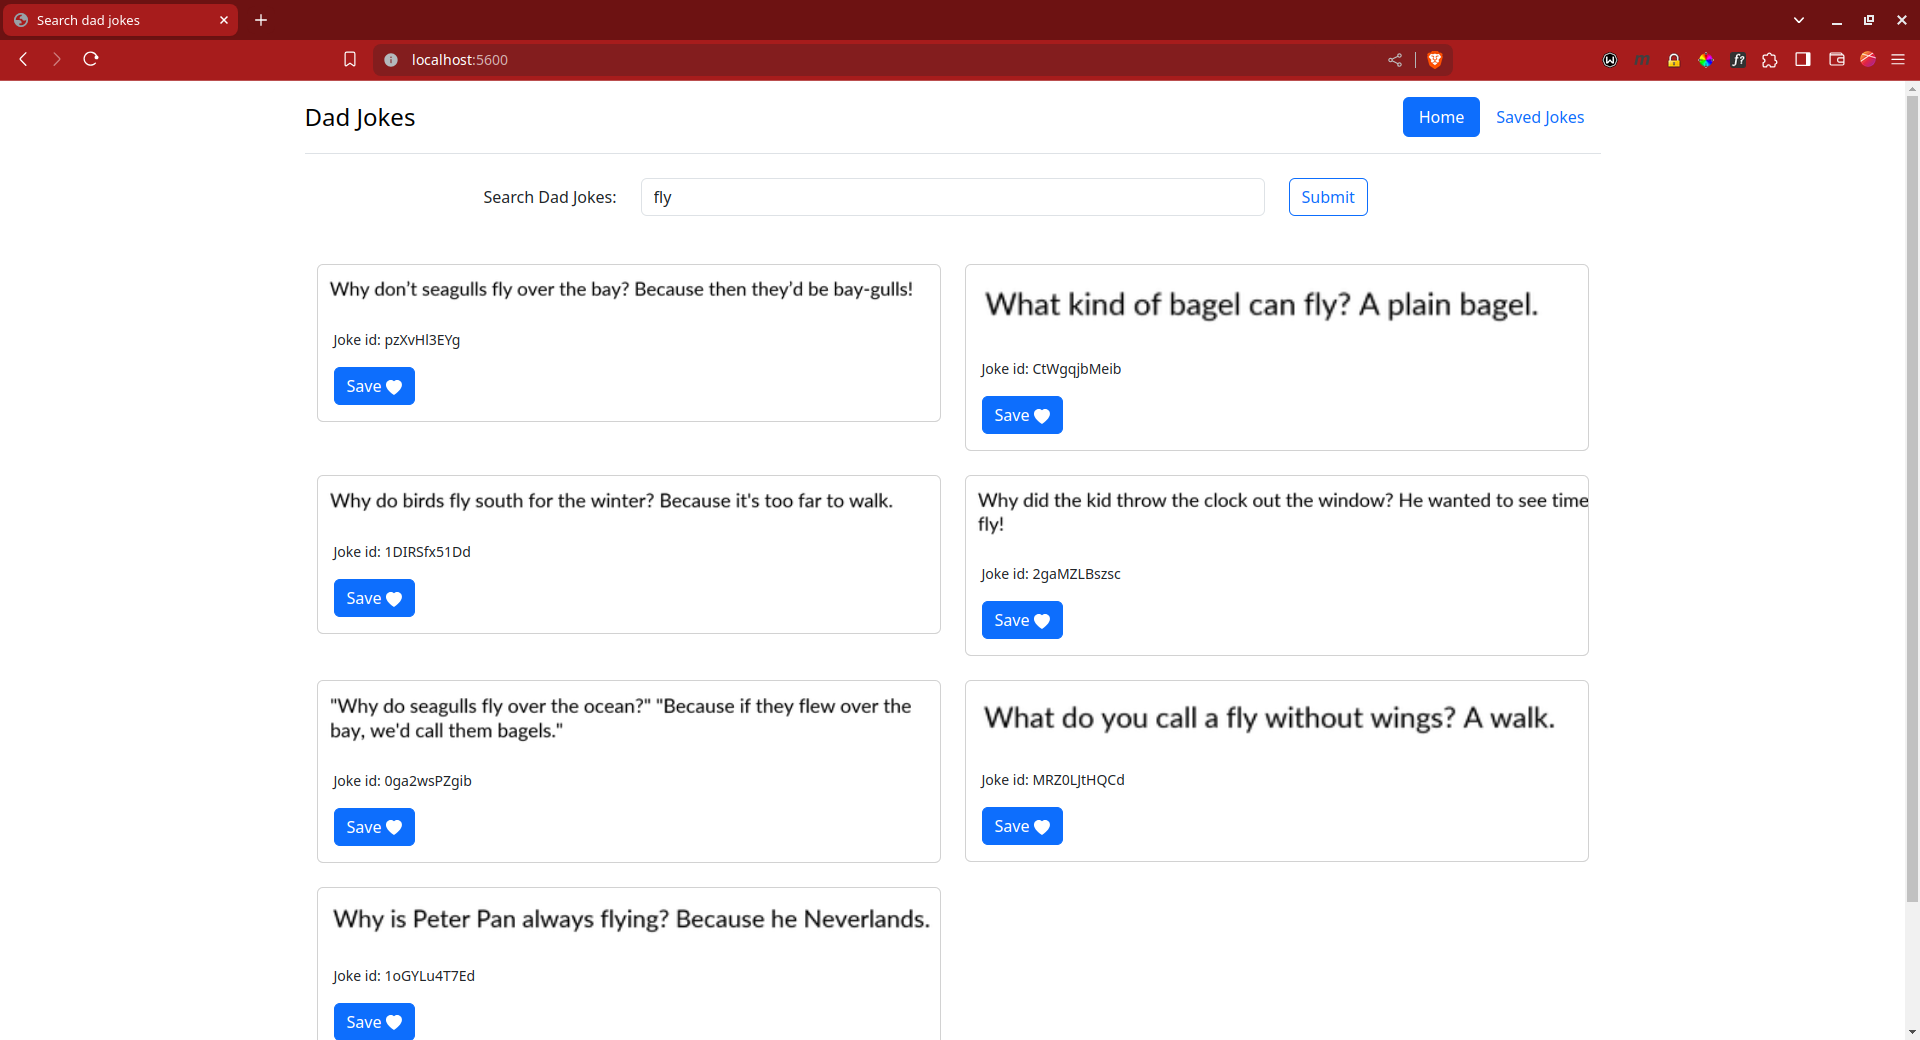 Search dad jokes
localhost:5600
Dad Jokes
Home
Saved Jokes
Search Dad Jokes:
fly
Submit
Why don’t seagulls fly over the bay? Because then they’d be bay-gulls!
Joke id: pzXvHl3EYg
Save
What kind of bagel can fly? A plain bagel.
Joke id: CtWgqjbMeib
Save
Why do birds fly south for the winter? Because it's too far to walk.
Joke id: 1DIRSfx51Dd
Save
Why did the kid throw the clock out the window? He wanted to see time
fly!
Joke id: 2gaMZLBszsc
Save
"Why do seagulls fly over the ocean?" "Because if they flew over the
bay, we'd call them bagels."
Joke id: 0ga2wsPZgib
Save
What do you call a fly without wings? A walk.
Joke id: MRZ0LJtHQCd
Save
Why is Peter Pan always flying? Because he Neverlands.
Joke id: 1oGYLu4T7Ed
Save